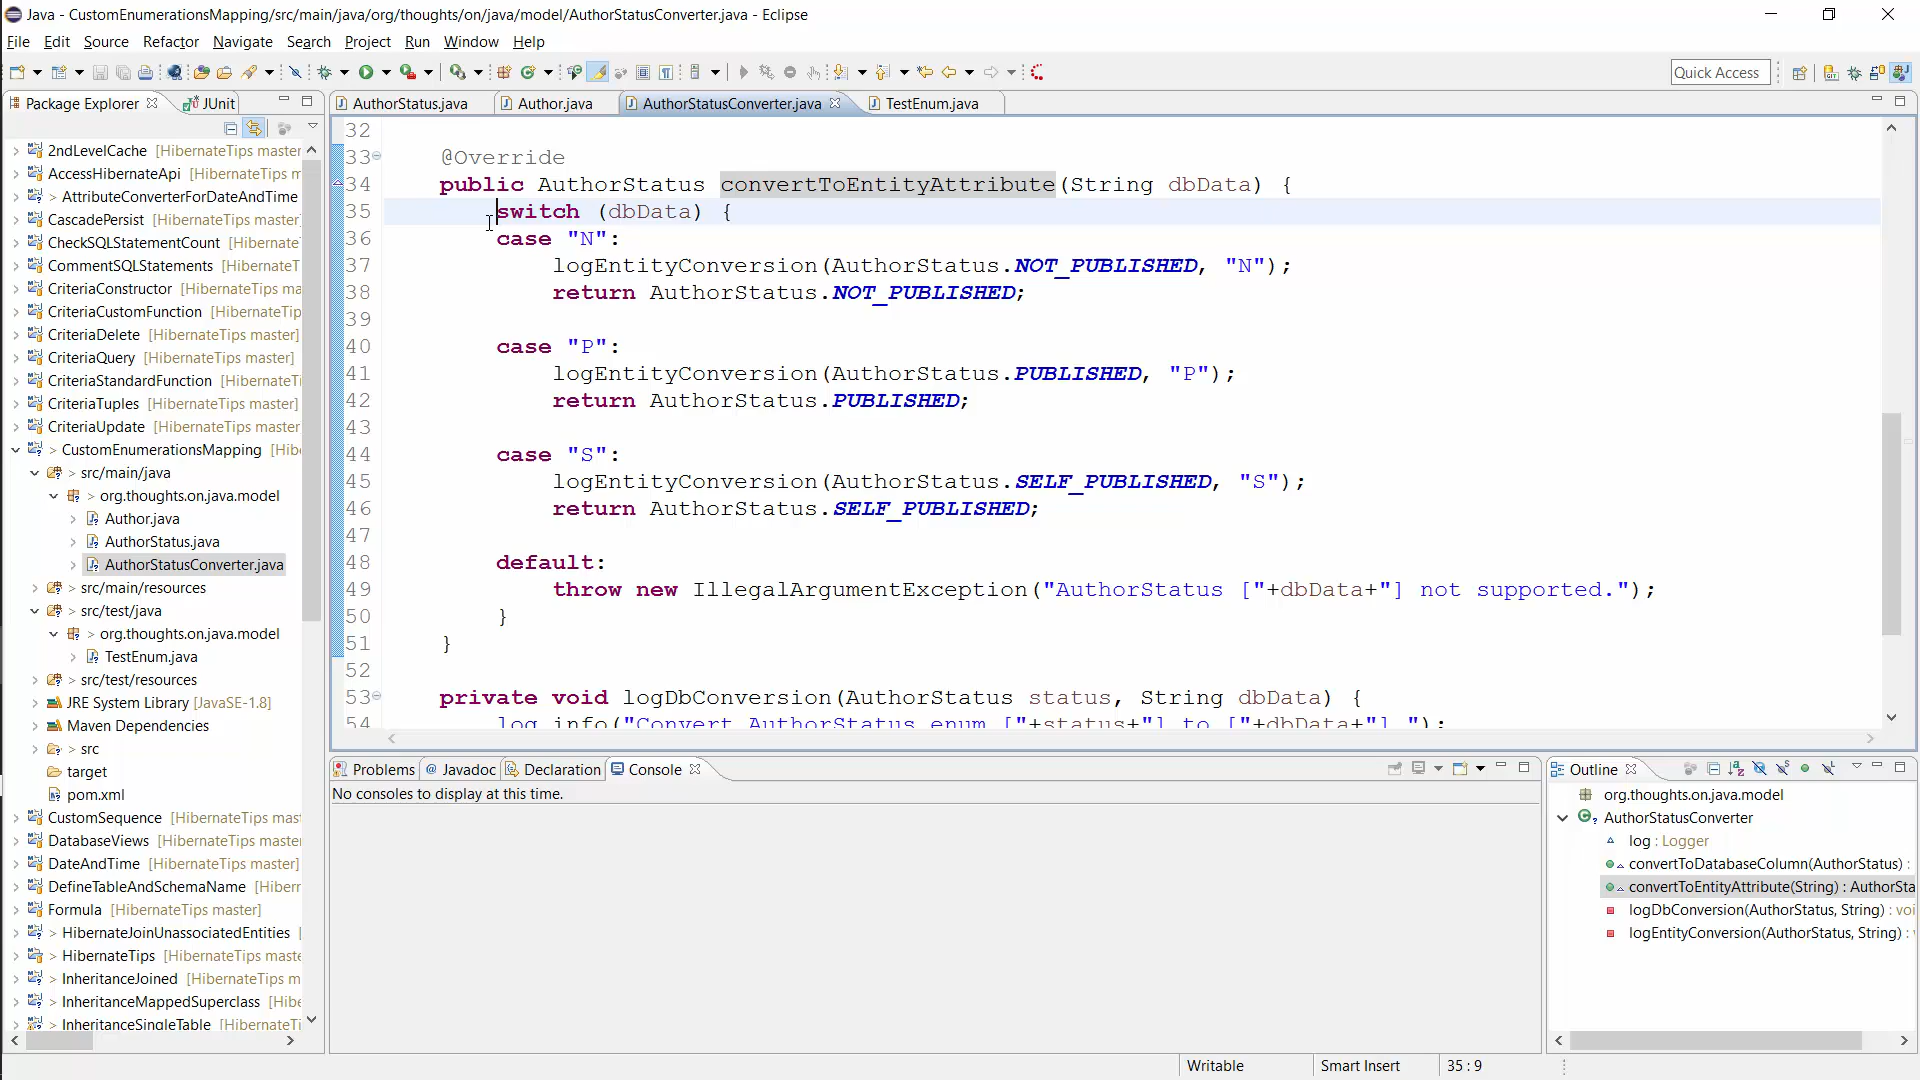 Java - CustomEnumerationsMapping/src/main/java/org/thoughts/on/java/model/AuthorStatusConverter.java - Eclipse
File Edit Source Refactor Navigate Search Project Run Window Help
Quick Access
Package Explorer JUnit
2ndLevelCache [HibernateTips master
AccessHibernateApi [HibernateTips m
> AttributeConverterForDateAndTime
CascadePersist [HibernateTips master
CheckSQLStatementCount [Hibernate
CommentSQLStatements [HibernateT
CriteriaConstructor [HibernateTips ma
CriteriaCustomFunction [HibernateTip
CriteriaDelete [HibernateTips master]
CriteriaQuery [HibernateTips master]
CriteriaStandardFunction [HibernateTi
CriteriaTuples [HibernateTips master]
CriteriaUpdate [HibernateTips master
> CustomEnumerationsMapping [Hib
> src/main/java
> org.thoughts.on.java.model
Author.java
AuthorStatus.java
AuthorStatusConverter.java
> src/main/resources
> src/test/java
> org.thoughts.on.java.model
TestEnum.java
> src/test/resources
JRE System Library [JavaSE-1.8]
Maven Dependencies
> src
target
pom.xml
CustomSequence [HibernateTips mas
DatabaseViews [HibernateTips master
DateAndTime [HibernateTips master]
DefineTableAndSchemaName [Hibern
Formula [HibernateTips master]
> HibernateJoinUnassociatedEntities
> HibernateTips [HibernateTips maste
> InheritanceJoined [HibernateTips m
> InheritanceMappedSuperclass [Hibe
> InheritanceSingleTable [HibernateTi
AuthorStatus.java Author.java AuthorStatusConverter.java TestEnum.java
32
33 @Override
34 public AuthorStatus convertToEntityAttribute(String dbData) {
35 switch (dbData) {
36 case "N":
37 logEntityConversion(AuthorStatus.NOT_PUBLISHED, "N");
38 return AuthorStatus.NOT_PUBLISHED;
39
40 case "P":
41 logEntityConversion(AuthorStatus.PUBLISHED, "P");
42 return AuthorStatus.PUBLISHED;
43
44 case "S":
45 logEntityConversion(AuthorStatus.SELF_PUBLISHED, "S");
46 return AuthorStatus.SELF_PUBLISHED;
47
48 default:
49 throw new IllegalArgumentException("AuthorStatus ["+dbData+"] not supported.");
50 }
51 }
52
53 private void logDbConversion(AuthorStatus status, String dbData) {
54 log.info("Convert AuthorStatus enum ["+status+"] to ["+dbData+"].");
Problems @ Javadoc Declaration Console
No consoles to display at this time.
Outline
org.thoughts.on.java.model
AuthorStatusConverter
log : Logger
convertToDatabaseColumn(AuthorStatus) :
convertToEntityAttribute(String) : AuthorSta
logDbConversion(AuthorStatus, String) : voi
logEntityConversion(AuthorStatus, String) :
Writable Smart Insert 35 : 9